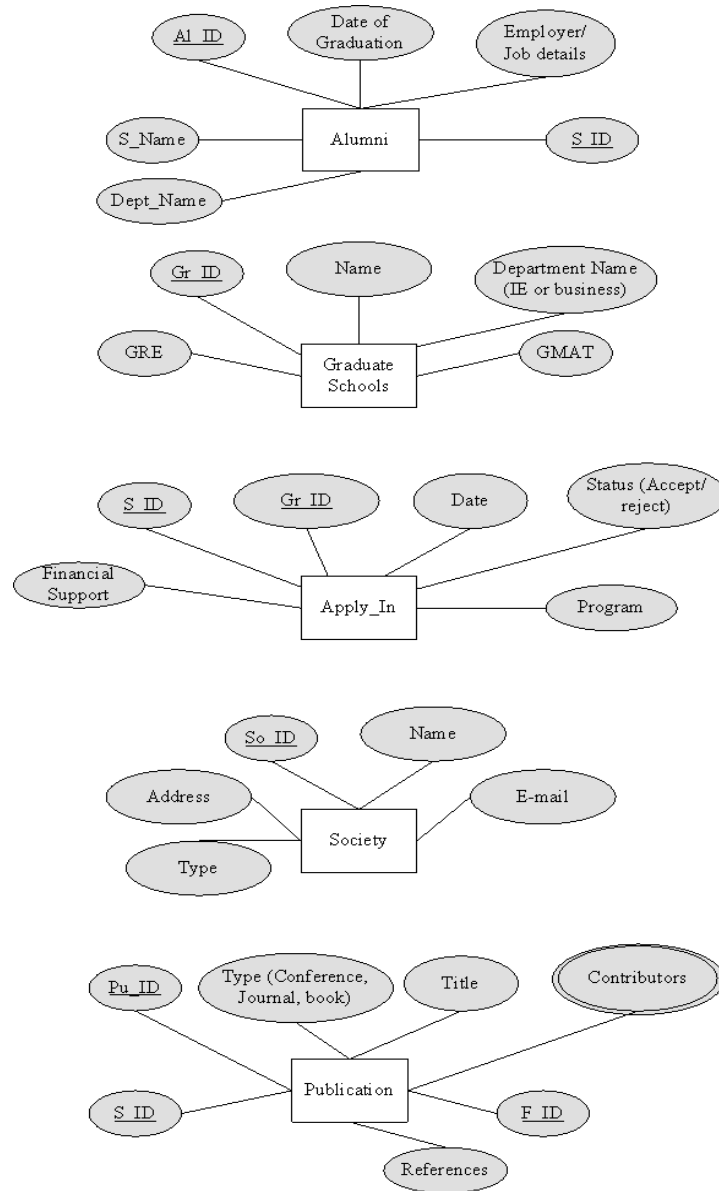 Al_ID
Date of
Graduation
Employer/
Job details
S_Name
Alumni
S_ID
Dept_Name
Gr_ID
Name
Department Name
(IE or business)
GRE
Graduate
Schools
GMAT
S_ID
Gr_ID
Date
Status (Accept/
reject)
Financial
Support
Apply_In
Program
So_ID
Name
Address
E-mail
Society
Type
Pu_ID
Type (Conference,
Journal, book)
Title
Contributors
Publication
S_ID
F_ID
References